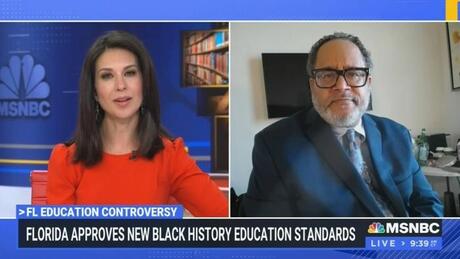 MSNBC
> FL EDUCATION CONTROVERSY
FLORIDA APPROVES NEW BLACK HISTORY EDUCATION STANDARDS
MSNBC
LIVE 9:39